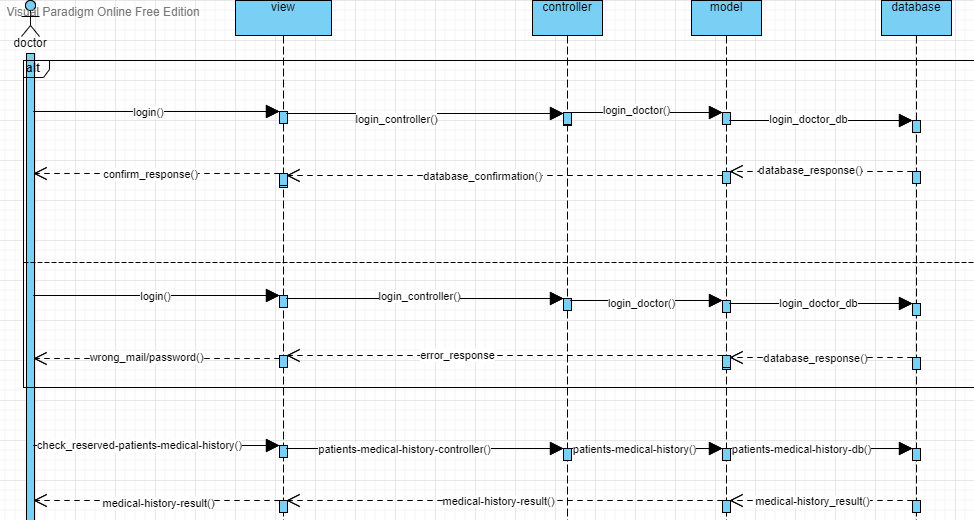 Visual Paradigm Online Free Edition
view
controller
model
database
doctor
alt
login()
login_controller()
login_doctor()
login_doctor_db
confirm_response()
database_confirmation()
database_response()
login()
login_controller()
login_doctor()
login_doctor_db
wrong_mail/password()
error_response
database_response()
check_reserved-patients-medical-history()
patients-medical-history-controller()
patients-medical-history()
patients-medical-history-db()
medical-history-result()
medical-history-result()
medical-history_result()